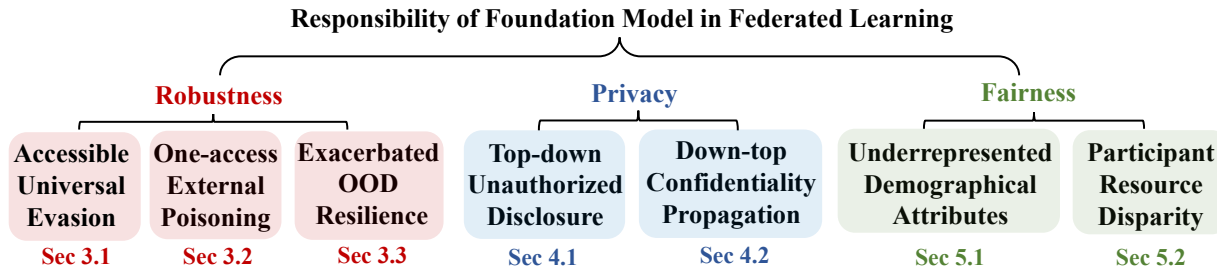 Responsibility of Foundation Model in Federated Learning
Robustness
Privacy
Fairness
Accessible
Universal
Evasion
One-access
External
Poisoning
Exacerbated
OOD
Resilience
Top-down
Unauthorized
Disclosure
Down-top
Confidentiality
Propagation
Underrepresented
Demographical
Attributes
Participant
Resource
Disparity
Sec 3.1
Sec 3.2
Sec 3.3
Sec 4.1
Sec 4.2
Sec 5.1
Sec 5.2